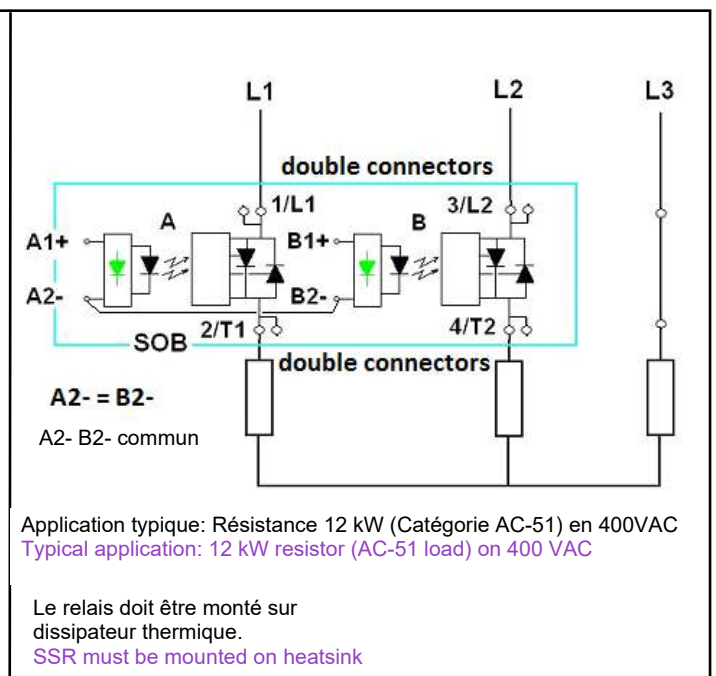 L1 L2 L3
double connectors
1/L1 3/L2
A B
A1+ B1+
A2- B2-
2/T1 4/T2
SOB
double connectors
A2- = B2-
A2- B2- commun
Application typique: Résistance 12 kW (Catégorie AC-51) en 400VAC
Typical application: 12 kW resistor (AC-51 load) on 400 VAC
Le relais doit être monté sur
dissipateur thermique.
SSR must be mounted on heatsink